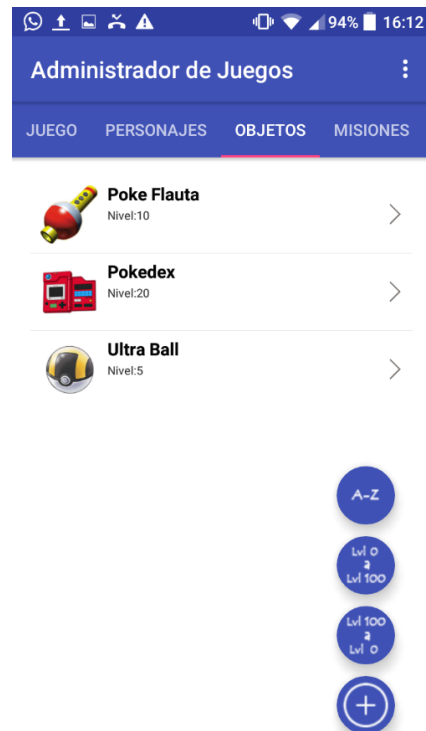 94% 16:12
Administrador de Juegos
JUEGO PERSONAJES OBJETOS MISIONES
Poke Flauta
Nivel:10
Pokedex
Nivel:20
Ultra Ball
Nivel:5
A-Z
Lvl 0
a
Lvl 100
Lvl 100
a
Lvl 0